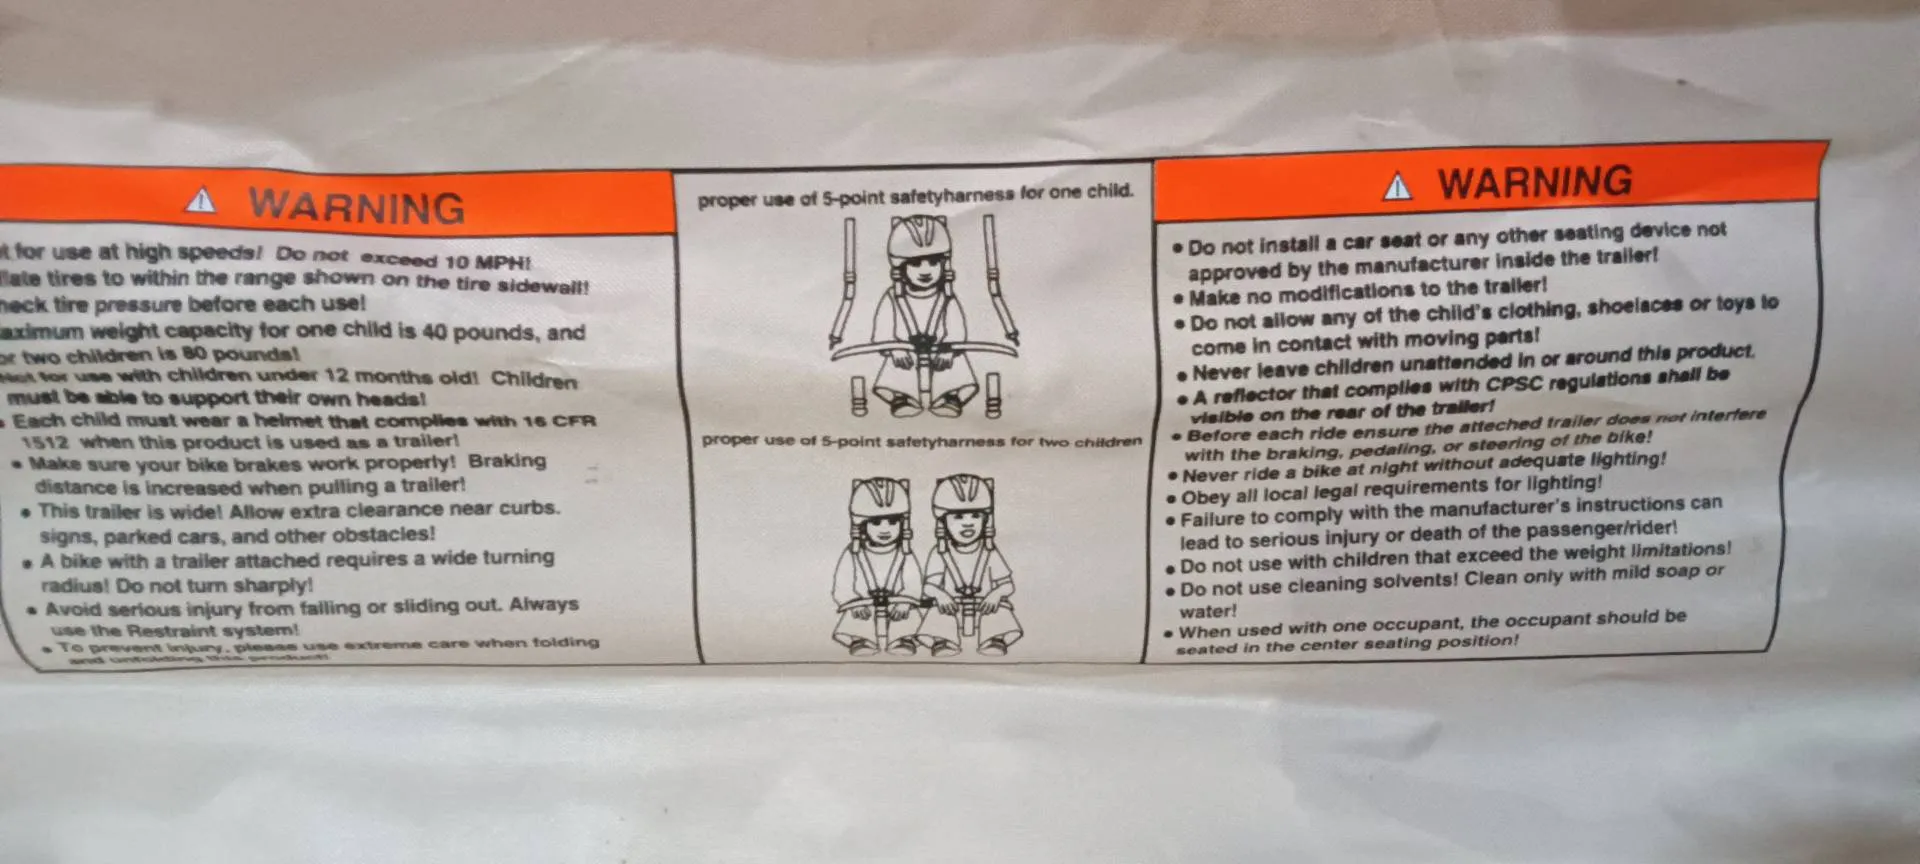 WARNING
for use at high speeds! Do not exceed 10 MPH!
tires to within the range shown on the tire sidewall!
tire pressure before each use!
weight capacity for one child is 40 pounds, and
two children is 80 pounds!
for use with children under 12 months old! Children
must be able to support their own heads!
Each child must wear a helmet that complies with 16 CFR
1512 when this product is used as a trailer!
• Make sure your bike brakes work properly! Braking
distance is increased when pulling a trailer!
• This trailer is wide! Allow extra clearance near curbs.
signs, parked cars, and other obstacles!
• A bike with a trailer attached requires a wide turning
radius! Do not turn sharply!
• Avoid serious injury from falling or sliding out. Always
use the Restraint system!
• To prevent injury, please use extreme care when folding
and unfolding this product!
proper use of 5-point safetyharness for one child.
proper use of 5-point safetyharness for two children
WARNING
• Do not install a car seat or any other seating device not
approved by the manufacturer inside the trailer!
• Make no modifications to the trailer!
• Do not allow any of the child's clothing, shoelaces or toys to
come in contact with moving parts!
• Never leave children unattended in or around this product.
• A reflector that complies with CPSC regulations shall be
visible on the rear of the trailer!
• Before each ride ensure the atteched trailer does not interfere
with the braking, pedaling, or steering of the bike!
• Never ride a bike at night without adequate lighting!
• Obey all local legal requirements for lighting!
• Failure to comply with the manufacturer's instructions can
lead to serious injury or death of the passenger/rider!
• Do not use with children that exceed the weight limitations!
• Do not use cleaning solvents! Clean only with mild soap or
water!
• When used with one occupant, the occupant should be
seated in the center seating position!